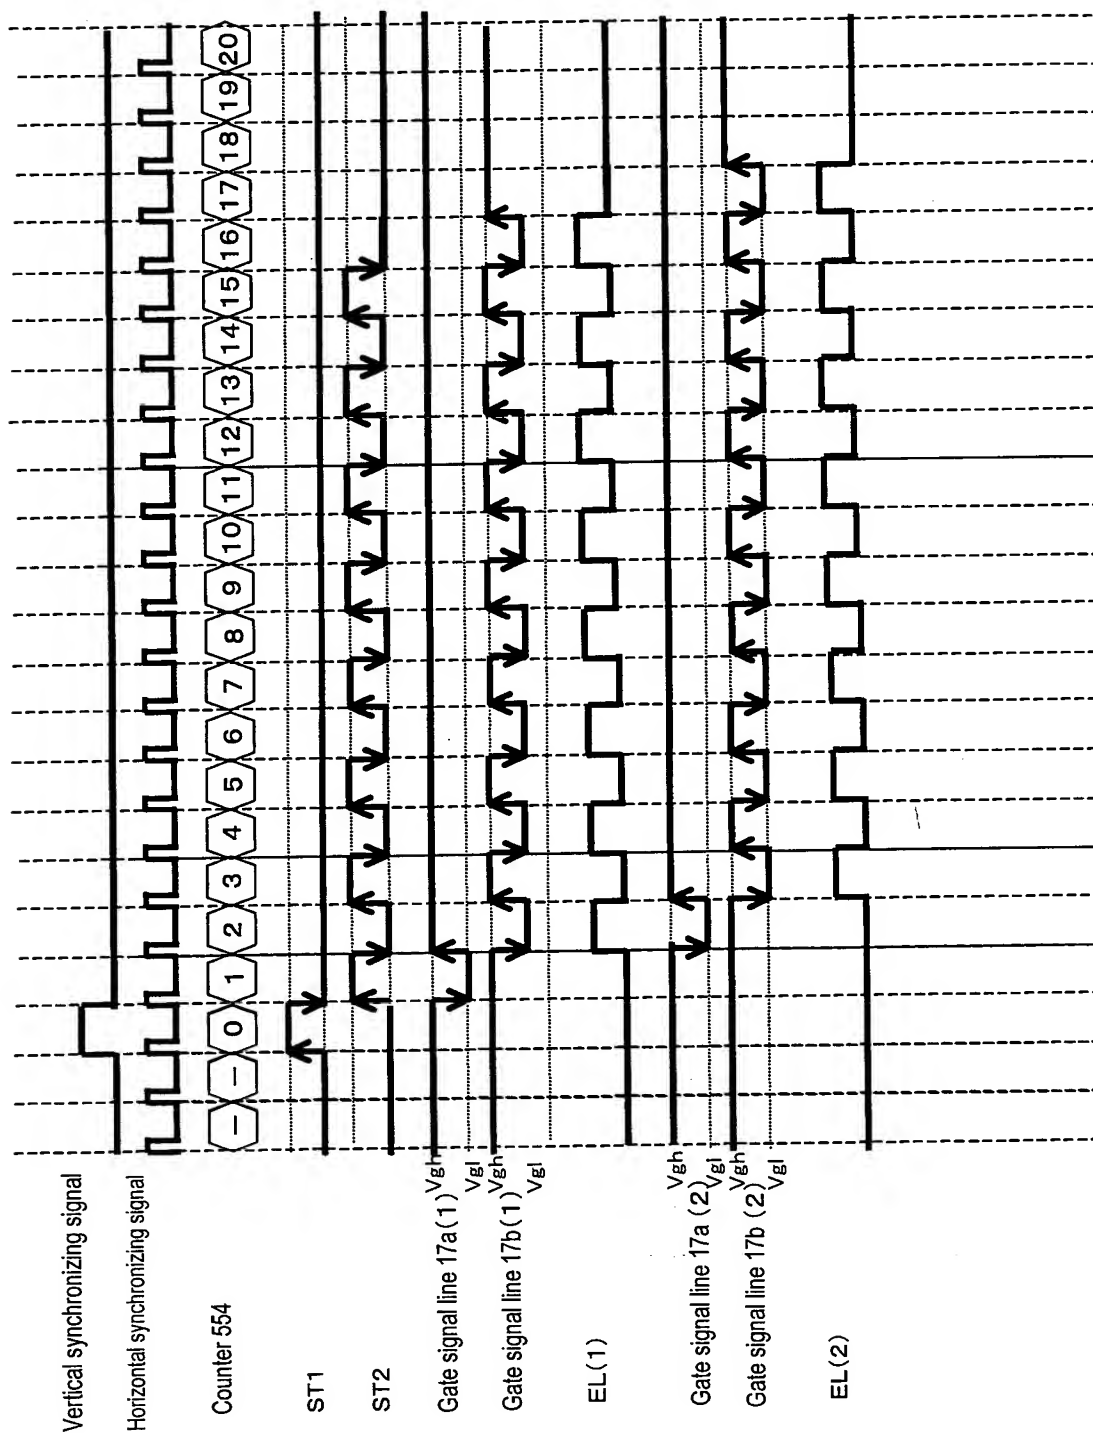 Vertical synchronizing signal
Horizontal synchronizing signal
Counter 554
— — 0 1 2 3 4 5 6 7 8 9 10 11 12 13 14 15 16 17 18 19 20
ST1
ST2
Gate signal line 17a(1) Vgh
Vgl
Gate signal line 17b(1) Vgh
Vgl
EL(1)
Gate signal line 17a(2) Vgh
Vgl
Gate signal line 17b(2) Vgh
Vgl
EL(2)